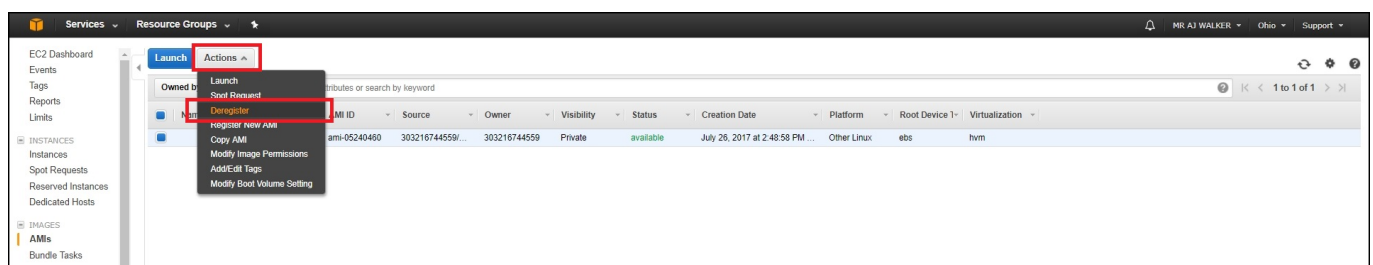 Services Resource Groups MR AJ WALKER Ohio Support
EC2 Dashboard
Events
Tags
Reports
Limits
INSTANCES
Instances
Spot Requests
Reserved Instances
Dedicated Hosts
IMAGES
AMIs
Bundle Tasks
Launch Actions
Owned b tributes or search by keyword 1 to 1 of 1
Launch
Spot Request
Deregister
Register New AMI
Copy AMI
Modify Image Permissions
Add/Edit Tags
Modify Boot Volume Setting
Nam AMI ID Source Owner Visibility Status Creation Date Platform Root Device T Virtualization
ami-05240460 303216744559/... 303216744559 Private available July 26, 2017 at 2:48:58 PM ... Other Linux ebs hvm